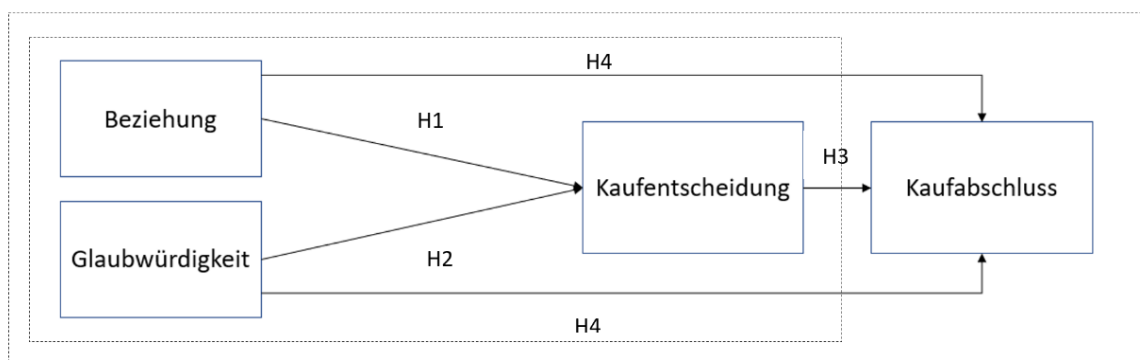 H4
Beziehung
H1
Kaufentscheidung
H3
Kaufabschluss
Glaubwürdigkeit
H2
H4